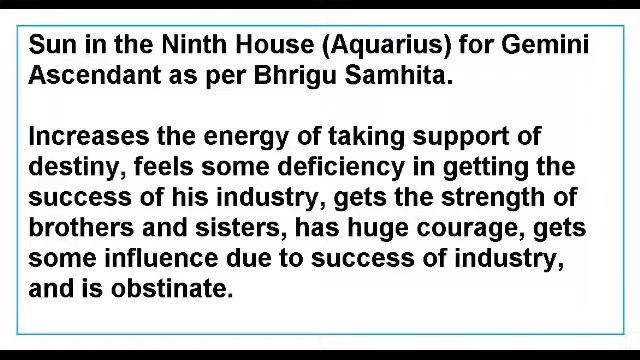 Sun in the Ninth House (Aquarius) for Gemini
Ascendant as per Bhrigu Samhita.
Increases the energy of taking support of
destiny, feels some deficiency in getting the
success of his industry, gets the strength of
brothers and sisters, has huge courage, gets
some influence due to success of industry,
and is obstinate.